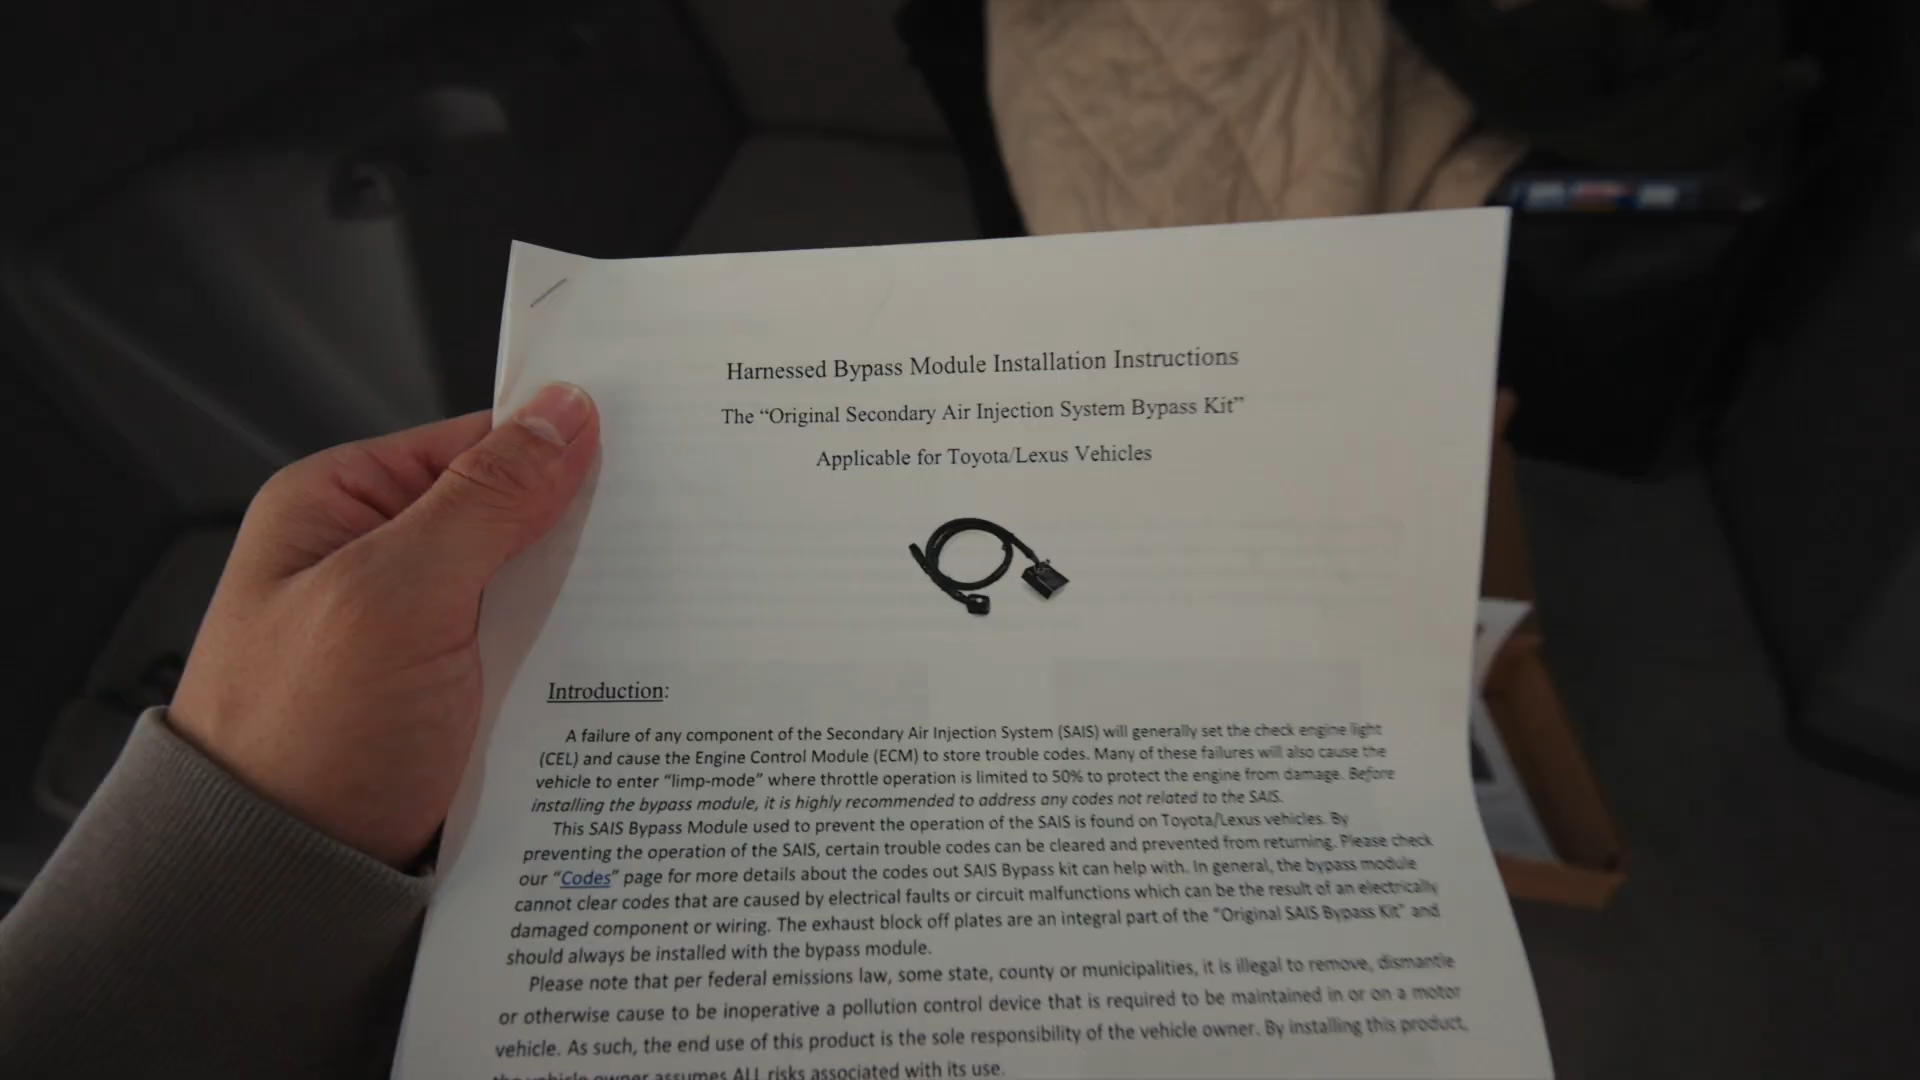 Harnessed Bypass Module Installation Instructions
The “Original Secondary Air Injection System Bypass Kit”
Applicable for Toyota/Lexus Vehicles
Introduction:
A failure of any component of the Secondary Air Injection System (SAIS) will generally set the check engine light
(CEL) and cause the Engine Control Module (ECM) to store trouble codes. Many of these failures will also cause the
vehicle to enter “limp-mode” where throttle operation is limited to 50% to protect the engine from damage. Before
installing the bypass module, it is highly recommended to address any codes not related to the SAIS.
This SAIS Bypass Module used to prevent the operation of the SAIS is found on Toyota/Lexus vehicles. By
preventing the operation of the SAIS, certain trouble codes can be cleared and prevented from returning. Please check
our “Codes” page for more details about the codes out SAIS Bypass kit can help with. In general, the bypass module
cannot clear codes that are caused by electrical faults or circuit malfunctions which can be the result of an electrically
damaged component or wiring. The exhaust block off plates are an integral part of the “Original SAIS Bypass Kit” and
should always be installed with the bypass module.
Please note that per federal emissions law, some state, county or municipalities, it is illegal to remove, dismantle
or otherwise cause to be inoperative a pollution control device that is required to be maintained in or on a motor
vehicle. As such, the end use of this product is the sole responsibility of the vehicle owner. By installing this product,
the vehicle owner assumes ALL risks associated with its use.